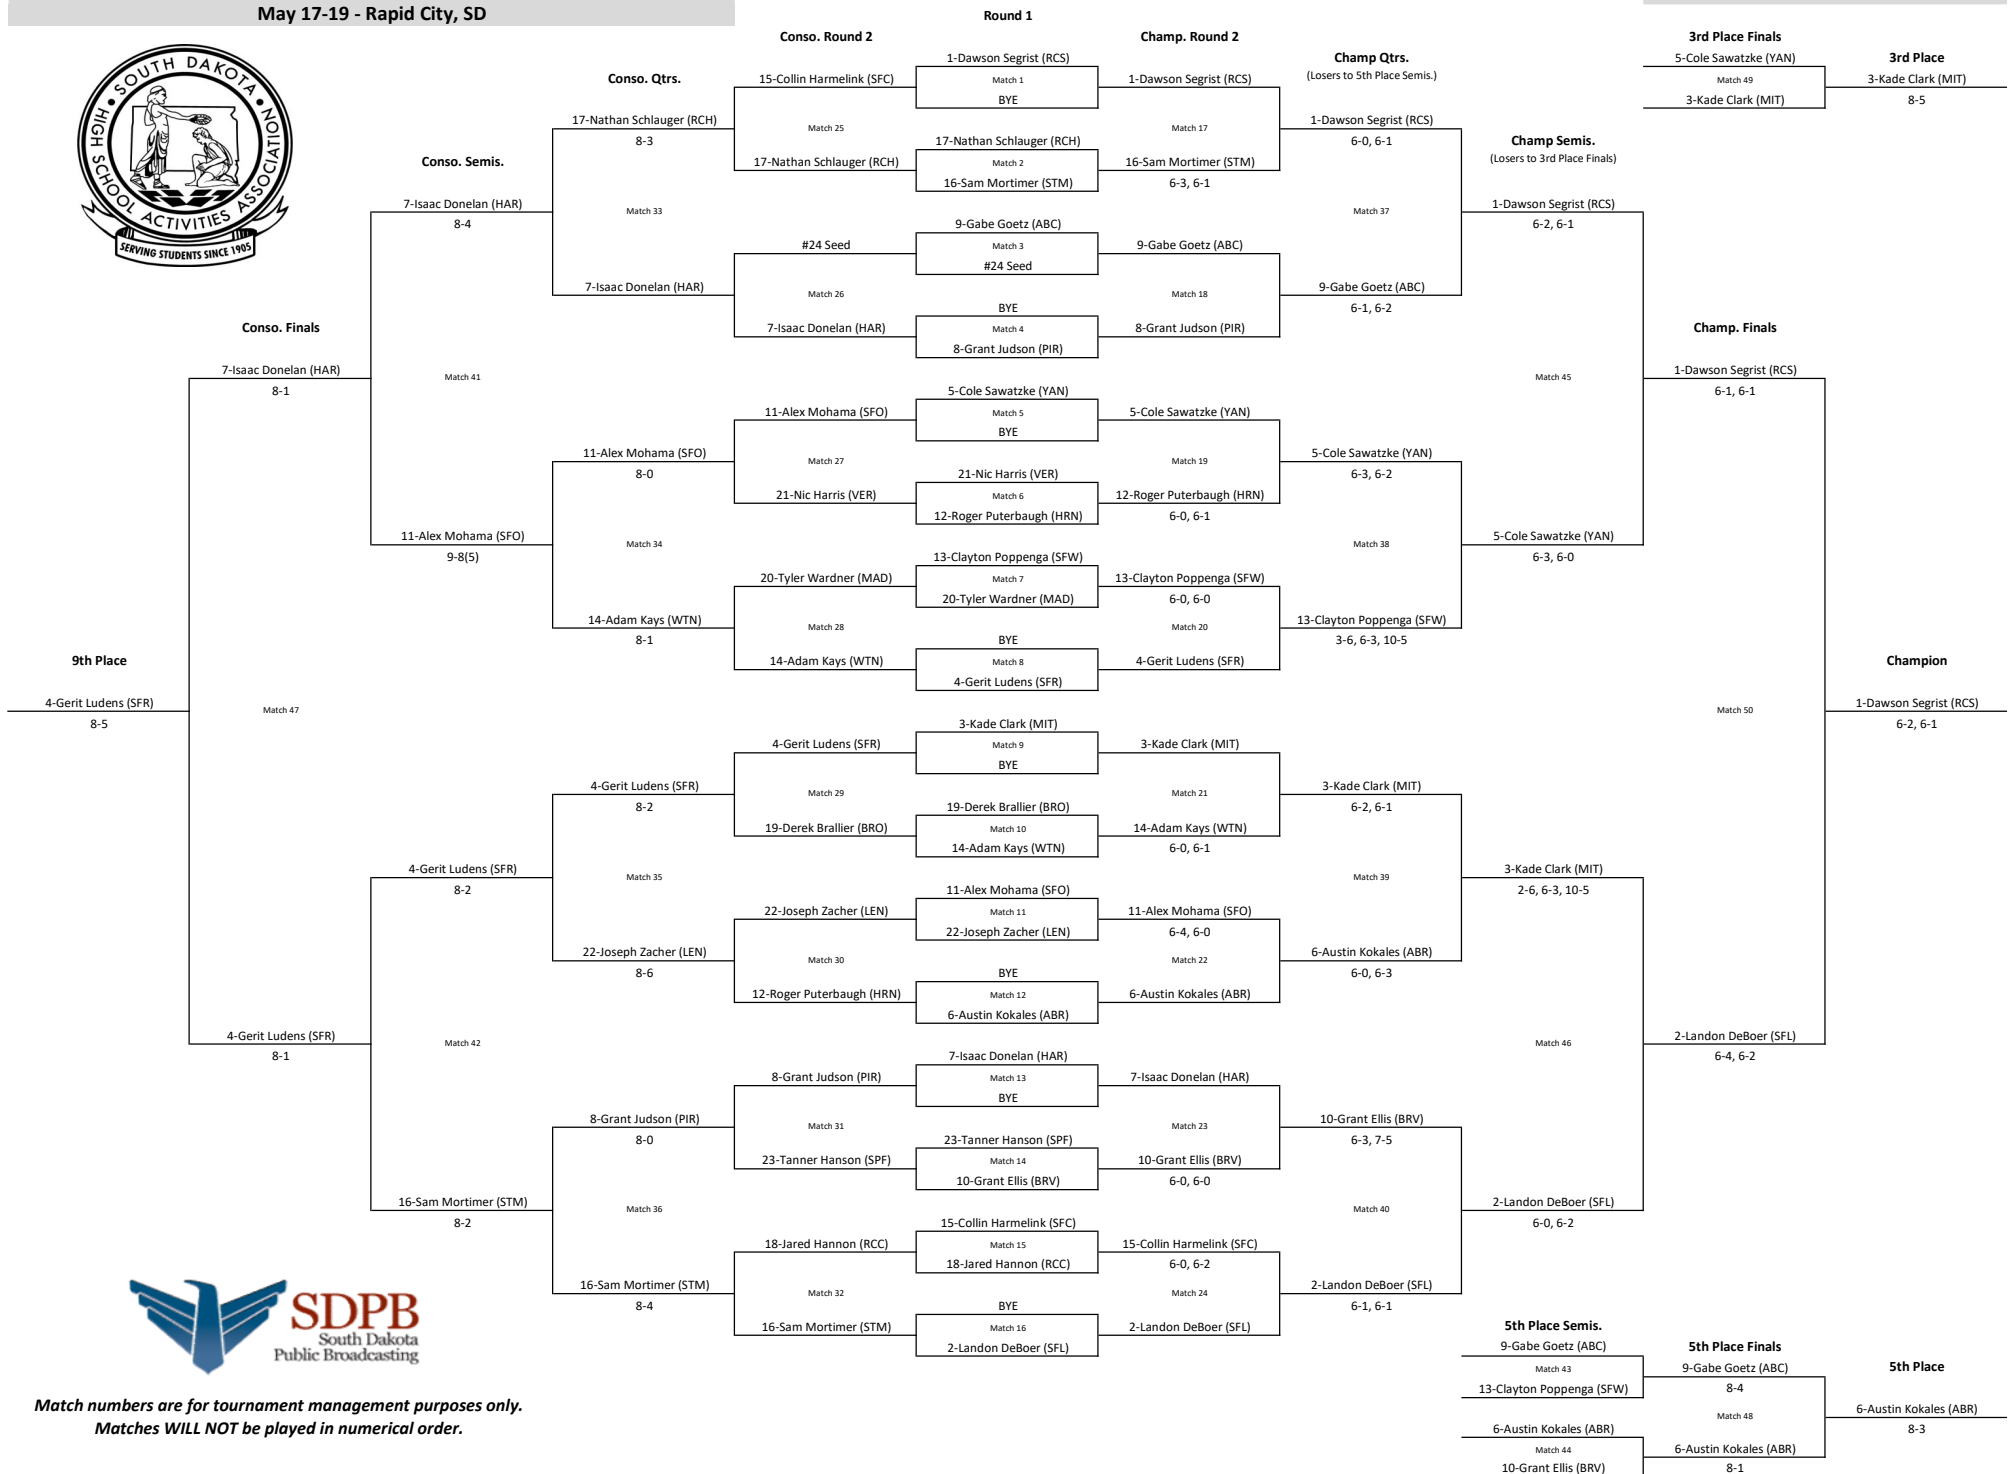 May 17-19 - Rapid City, SD
SOUTH DAKOTA HIGH SCHOOL ACTIVITIES ASSOCIATION
SERVING STUDENTS SINCE 1905
9th Place
4-Gerit Ludens (SFR)
8-5
Conso. Finals
7-Isaac Donelan (HAR)
8-1
Match 47
4-Gerit Ludens (SFR)
8-1
Conso. Semis.
7-Isaac Donelan (HAR)
8-4
Match 41
11-Alex Mohama (SFO)
9-8(5)
4-Gerit Ludens (SFR)
8-2
Match 42
16-Sam Mortimer (STM)
8-2
Conso. Qtrs.
17-Nathan Schlauger (RCH)
8-3
Match 33
7-Isaac Donelan (HAR)
11-Alex Mohama (SFO)
8-0
Match 34
14-Adam Kays (WTN)
8-1
4-Gerit Ludens (SFR)
8-2
Match 35
22-Joseph Zacher (LEN)
8-6
8-Grant Judson (PIR)
8-0
Match 36
16-Sam Mortimer (STM)
8-4
Conso. Round 2
15-Collin Harmelink (SFC)
Match 25
17-Nathan Schlauger (RCH)
#24 Seed
Match 26
7-Isaac Donelan (HAR)
11-Alex Mohama (SFO)
Match 27
21-Nic Harris (VER)
20-Tyler Wardner (MAD)
Match 28
14-Adam Kays (WTN)
4-Gerit Ludens (SFR)
Match 29
19-Derek Brallier (BRO)
22-Joseph Zacher (LEN)
Match 30
12-Roger Puterbaugh (HRN)
8-Grant Judson (PIR)
Match 31
23-Tanner Hanson (SPF)
18-Jared Hannon (RCC)
Match 32
16-Sam Mortimer (STM)
Round 1
1-Dawson Segrist (RCS)
Match 1
BYE
17-Nathan Schlauger (RCH)
Match 2
16-Sam Mortimer (STM)
9-Gabe Goetz (ABC)
Match 3
#24 Seed
BYE
Match 4
8-Grant Judson (PIR)
5-Cole Sawatzke (YAN)
Match 5
BYE
21-Nic Harris (VER)
Match 6
12-Roger Puterbaugh (HRN)
13-Clayton Poppenga (SFW)
Match 7
20-Tyler Wardner (MAD)
BYE
Match 8
4-Gerit Ludens (SFR)
3-Kade Clark (MIT)
Match 9
BYE
19-Derek Brallier (BRO)
Match 10
14-Adam Kays (WTN)
11-Alex Mohama (SFO)
Match 11
22-Joseph Zacher (LEN)
BYE
Match 12
6-Austin Kokales (ABR)
7-Isaac Donelan (HAR)
Match 13
BYE
23-Tanner Hanson (SPF)
Match 14
10-Grant Ellis (BRV)
15-Collin Harmelink (SFC)
Match 15
18-Jared Hannon (RCC)
BYE
Match 16
2-Landon DeBoer (SFL)
Champ. Round 2
1-Dawson Segrist (RCS)
Match 17
16-Sam Mortimer (STM)
6-3, 6-1
9-Gabe Goetz (ABC)
Match 18
8-Grant Judson (PIR)
5-Cole Sawatzke (YAN)
Match 19
12-Roger Puterbaugh (HRN)
6-0, 6-1
13-Clayton Poppenga (SFW)
6-0, 6-0
Match 20
4-Gerit Ludens (SFR)
3-Kade Clark (MIT)
Match 21
14-Adam Kays (WTN)
6-0, 6-1
11-Alex Mohama (SFO)
6-4, 6-0
Match 22
6-Austin Kokales (ABR)
7-Isaac Donelan (HAR)
Match 23
10-Grant Ellis (BRV)
6-0, 6-0
15-Collin Harmelink (SFC)
6-0, 6-2
Match 24
2-Landon DeBoer (SFL)
Champ Qtrs.
(Losers to 5th Place Semis.)
1-Dawson Segrist (RCS)
6-0, 6-1
Match 37
9-Gabe Goetz (ABC)
6-1, 6-2
5-Cole Sawatzke (YAN)
6-3, 6-2
Match 38
13-Clayton Poppenga (SFW)
3-6, 6-3, 10-5
3-Kade Clark (MIT)
6-2, 6-1
Match 39
6-Austin Kokales (ABR)
6-0, 6-3
10-Grant Ellis (BRV)
6-3, 7-5
Match 40
2-Landon DeBoer (SFL)
6-1, 6-1
Champ Semis.
(Losers to 3rd Place Finals)
1-Dawson Segrist (RCS)
6-2, 6-1
Match 45
5-Cole Sawatzke (YAN)
6-3, 6-0
3-Kade Clark (MIT)
2-6, 6-3, 10-5
Match 46
2-Landon DeBoer (SFL)
6-0, 6-2
3rd Place Finals
5-Cole Sawatzke (YAN)
Match 49
3-Kade Clark (MIT)
3rd Place
3-Kade Clark (MIT)
8-5
Champ. Finals
1-Dawson Segrist (RCS)
6-1, 6-1
Match 50
2-Landon DeBoer (SFL)
6-4, 6-2
Champion
1-Dawson Segrist (RCS)
6-2, 6-1
5th Place Semis.
9-Gabe Goetz (ABC)
Match 43
13-Clayton Poppenga (SFW)
6-Austin Kokales (ABR)
Match 44
10-Grant Ellis (BRV)
5th Place Finals
9-Gabe Goetz (ABC)
8-4
Match 48
6-Austin Kokales (ABR)
8-1
5th Place
6-Austin Kokales (ABR)
8-3
SDPB
South Dakota
Public Broadcasting
Match numbers are for tournament management purposes only.
Matches WILL NOT be played in numerical order.